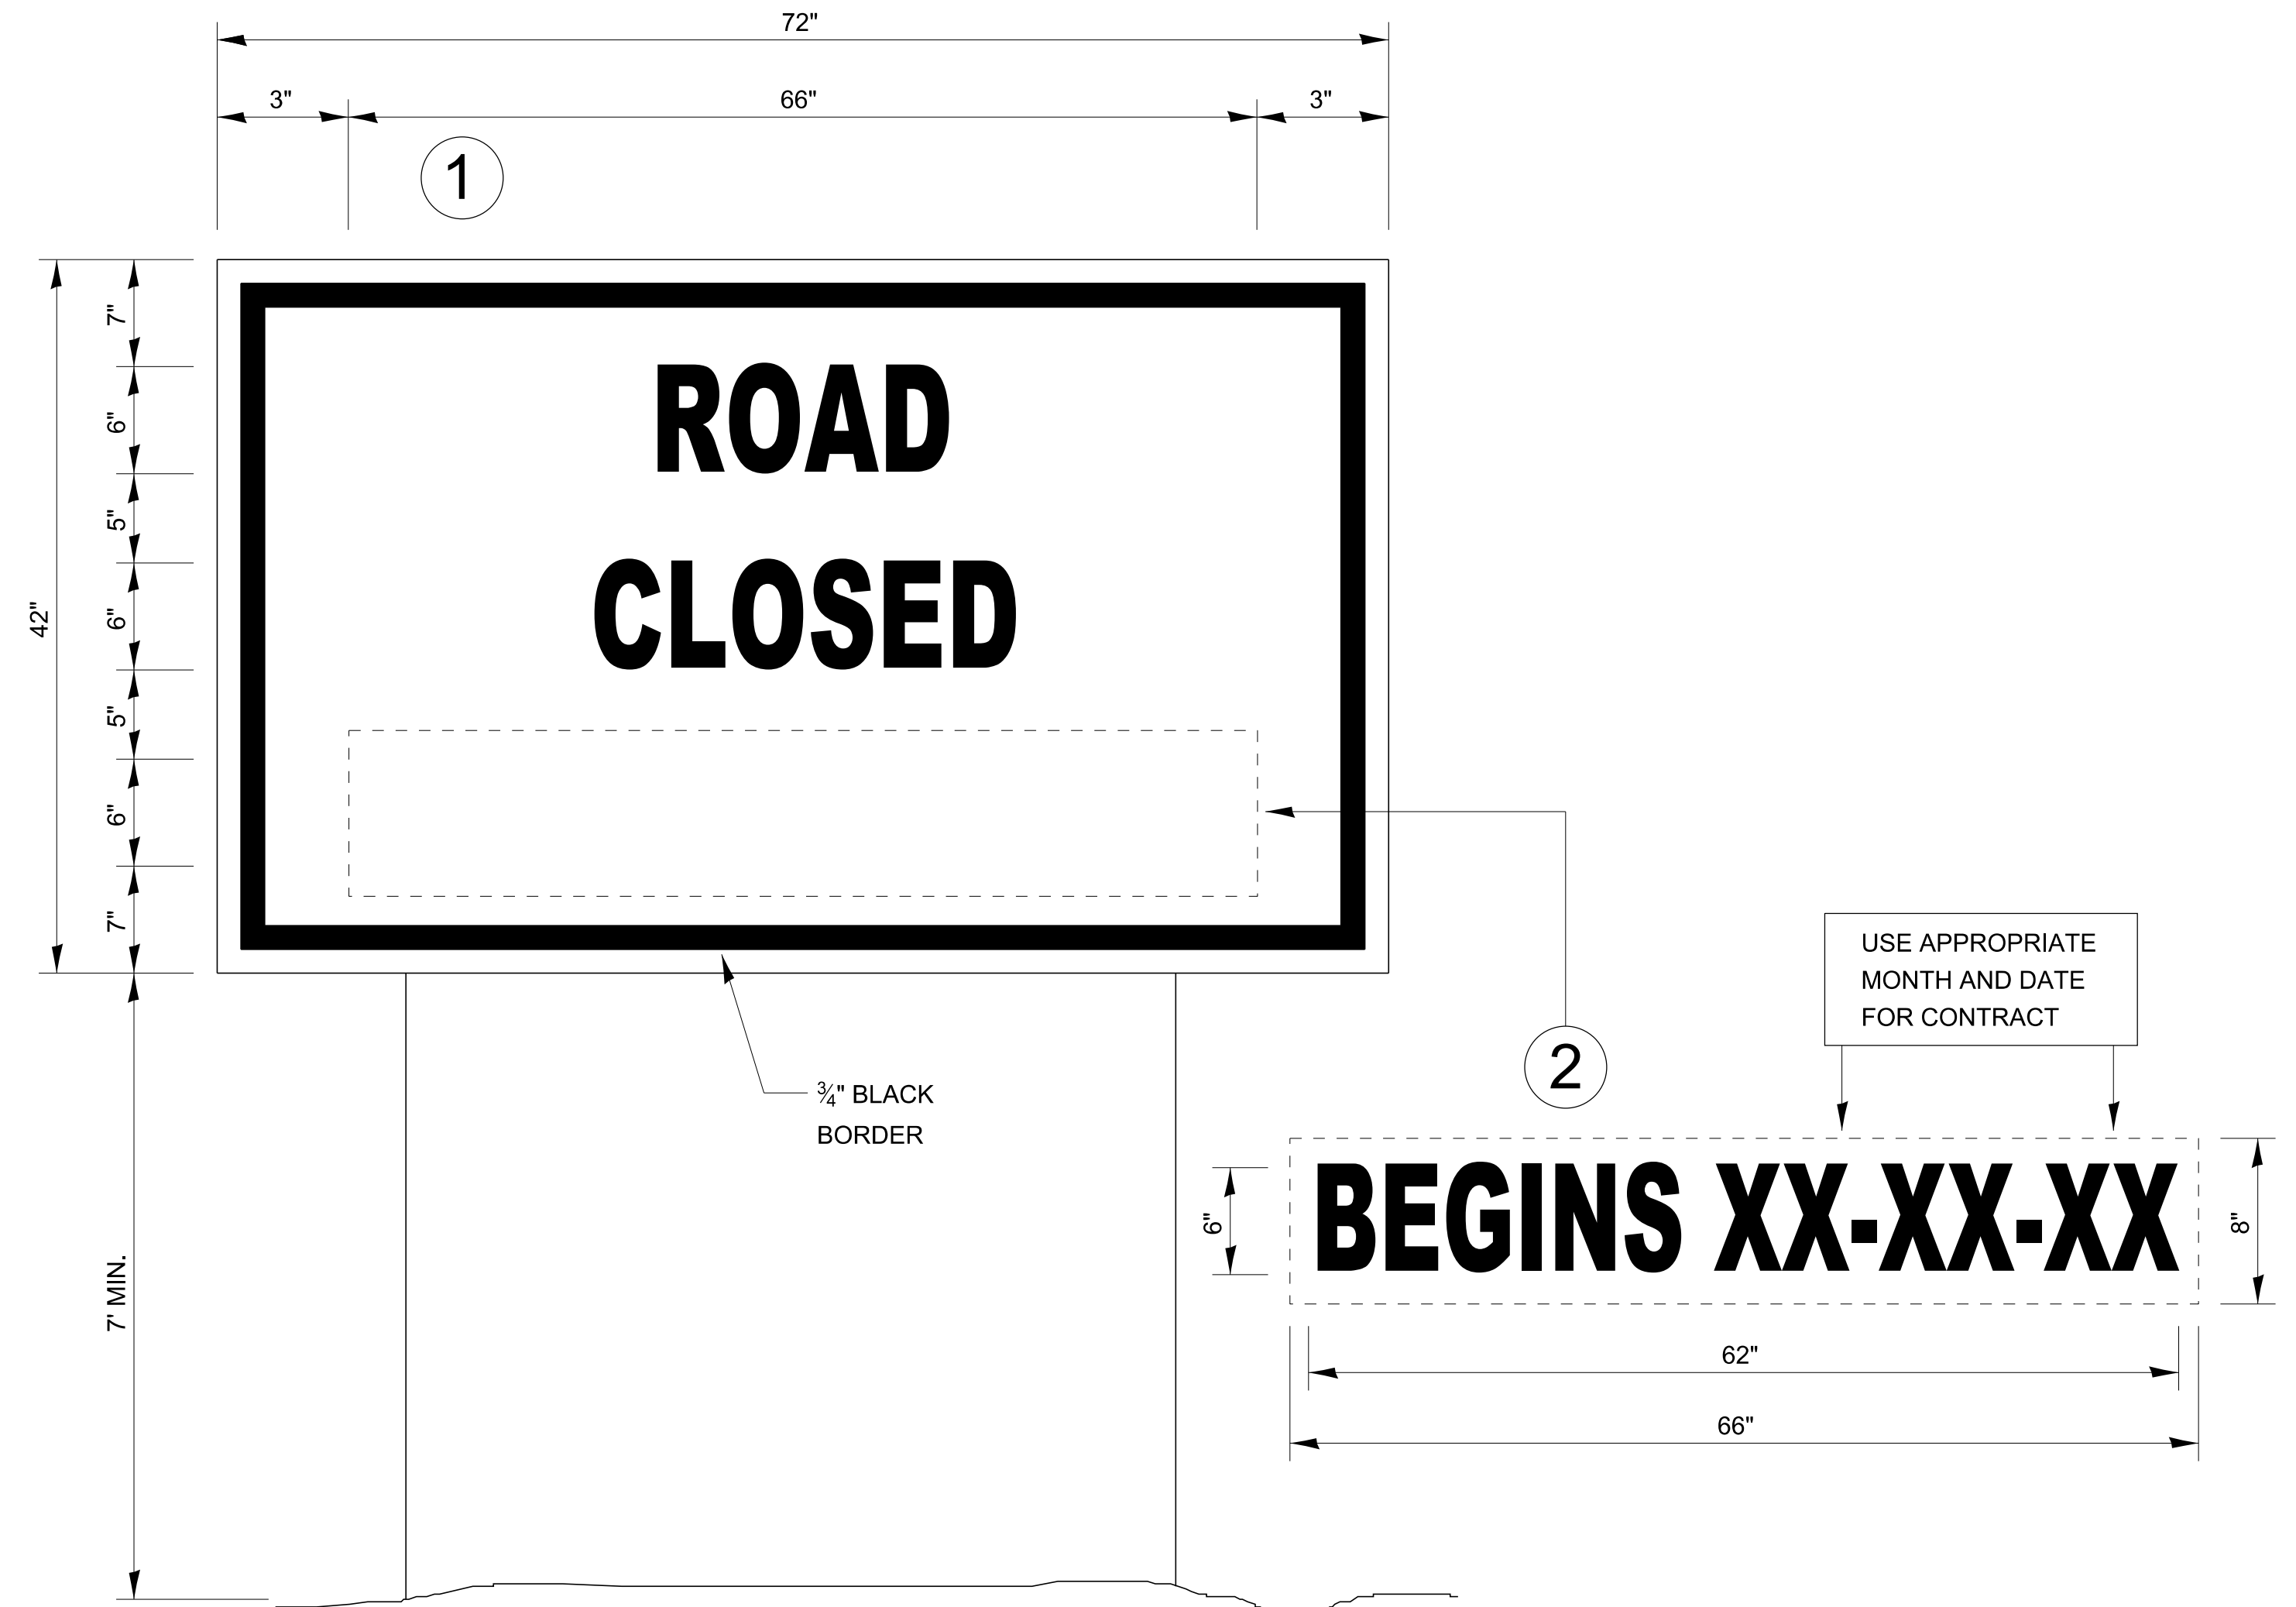 72"
3" 66" 3"
1
7"
6"
5"
6"
5"
6"
7"
42"
7' MIN.
ROAD
CLOSED
¾" BLACK
BORDER
2
USE APPROPRIATE
MONTH AND DATE
FOR CONTRACT
6"
BEGINS XX-XX-XX
8"
62"
66"